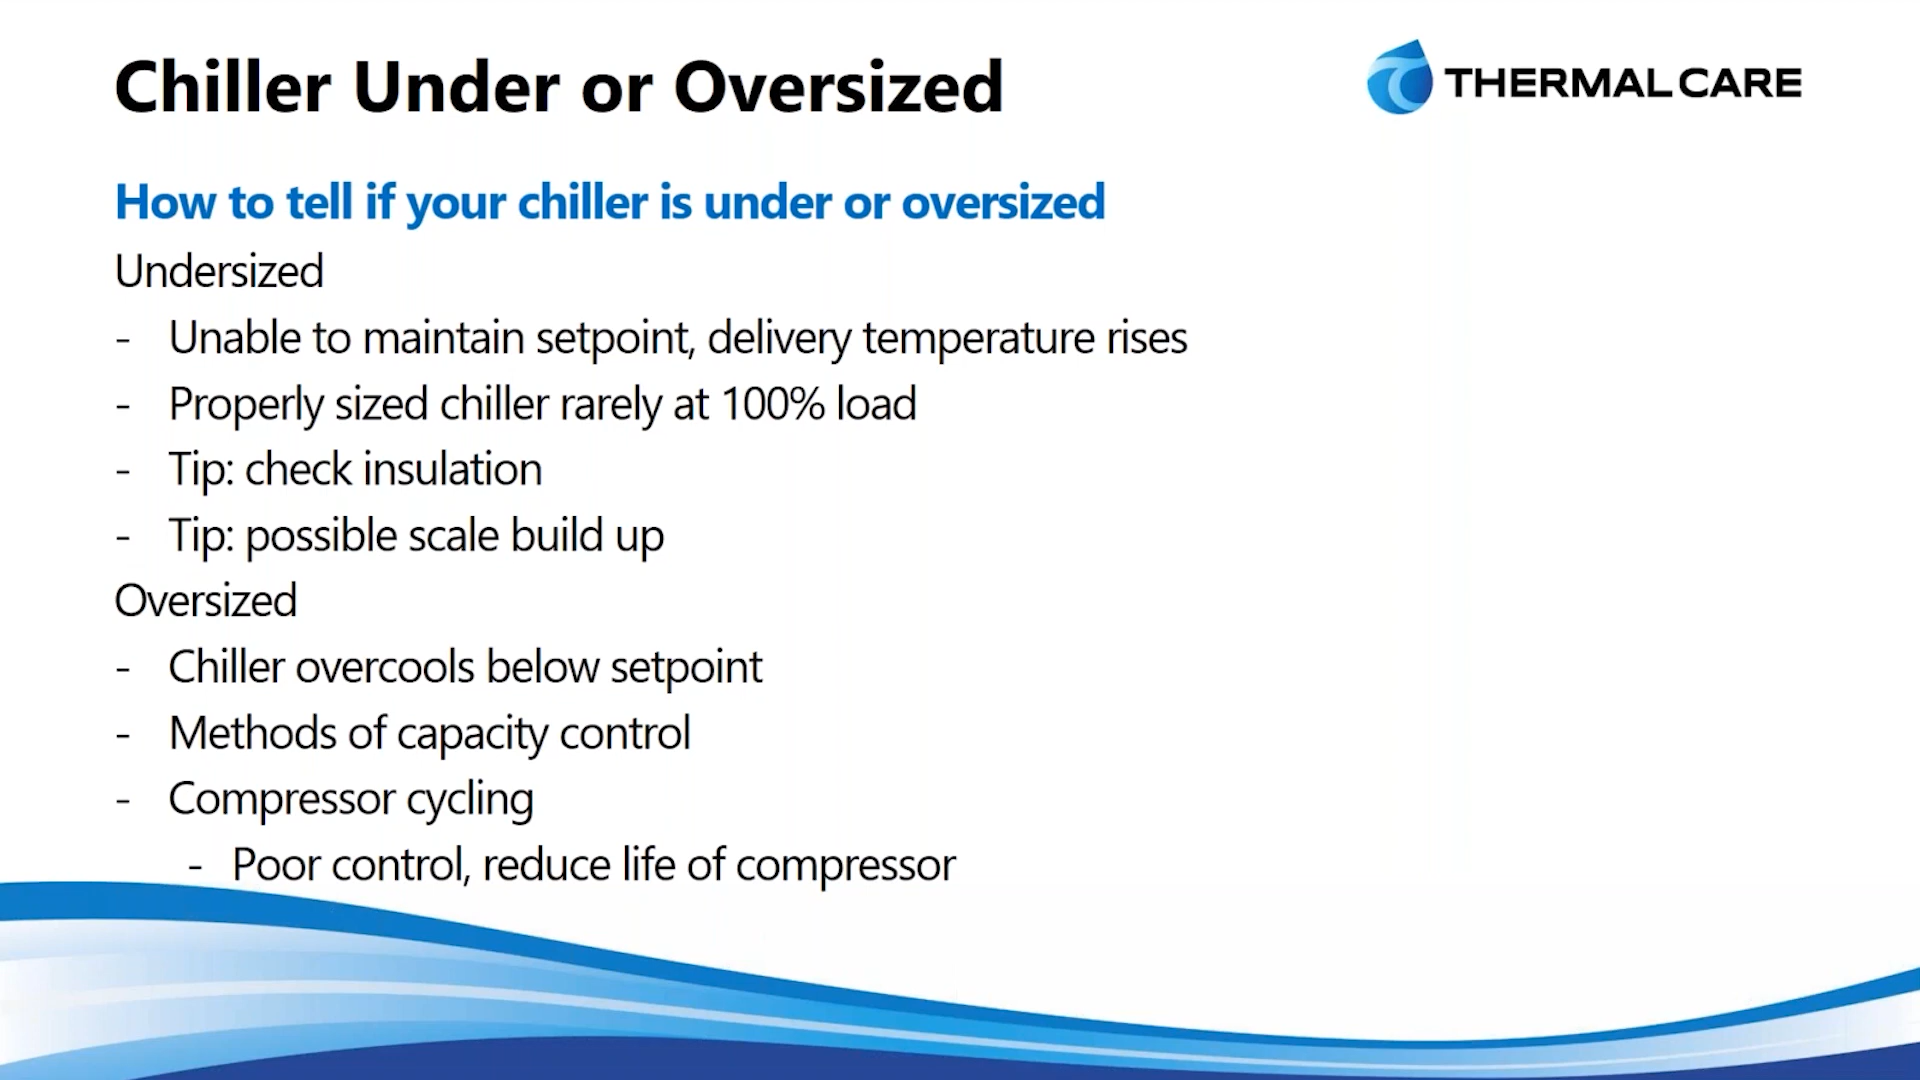 Chiller Under or Oversized
THERMAL CARE
How to tell if your chiller is under or oversized
Undersized
- Unable to maintain setpoint, delivery temperature rises
- Properly sized chiller rarely at 100% load
- Tip: check insulation
- Tip: possible scale build up
Oversized
- Chiller overcools below setpoint
- Methods of capacity control
- Compressor cycling
- Poor control, reduce life of compressor